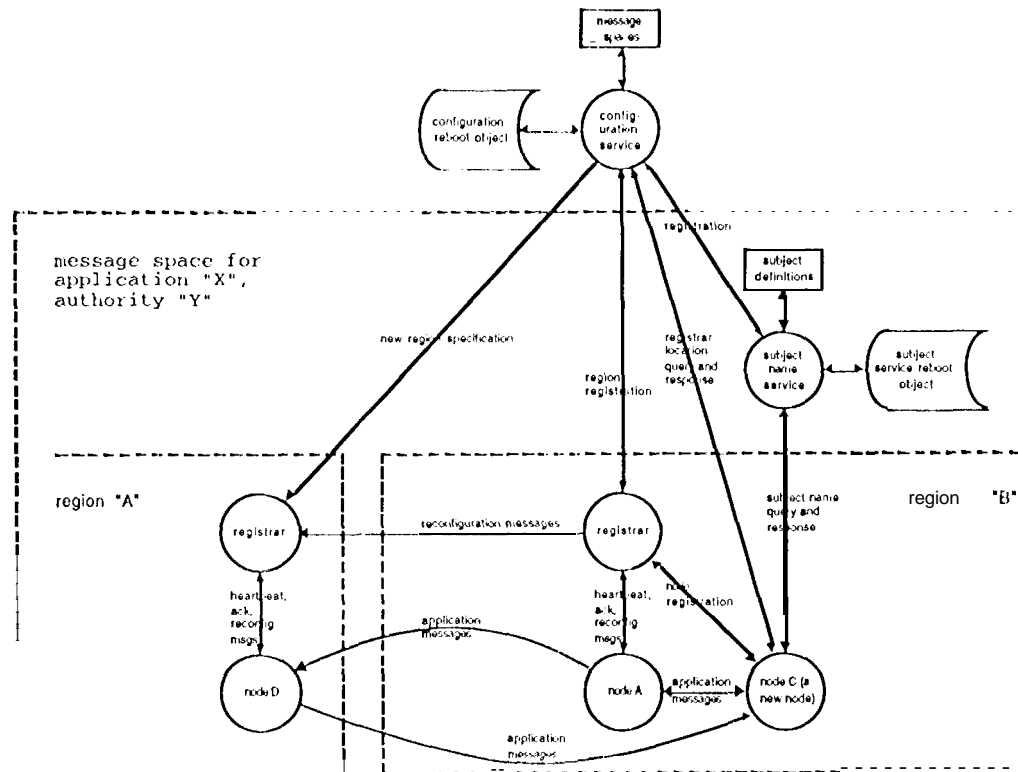 message
spaces
configuration
reboot object
config-
uration
service
registration
message space for
application "X",
authority "Y"
subject
definitions
new region specification
registrar
location
query and
response
subject
name
service
subject
service reboot
object
region
registration
region "A"
subject name
query and
response
region "B"
registrar
reconfiguration messages
registrar
heartbeat,
ack,
reconfig
msgs
heartbeat,
ack,
reconfig
msgs
node
registration
application
messages
node D
node A
application
messages
node C (a
new node)
application
messages